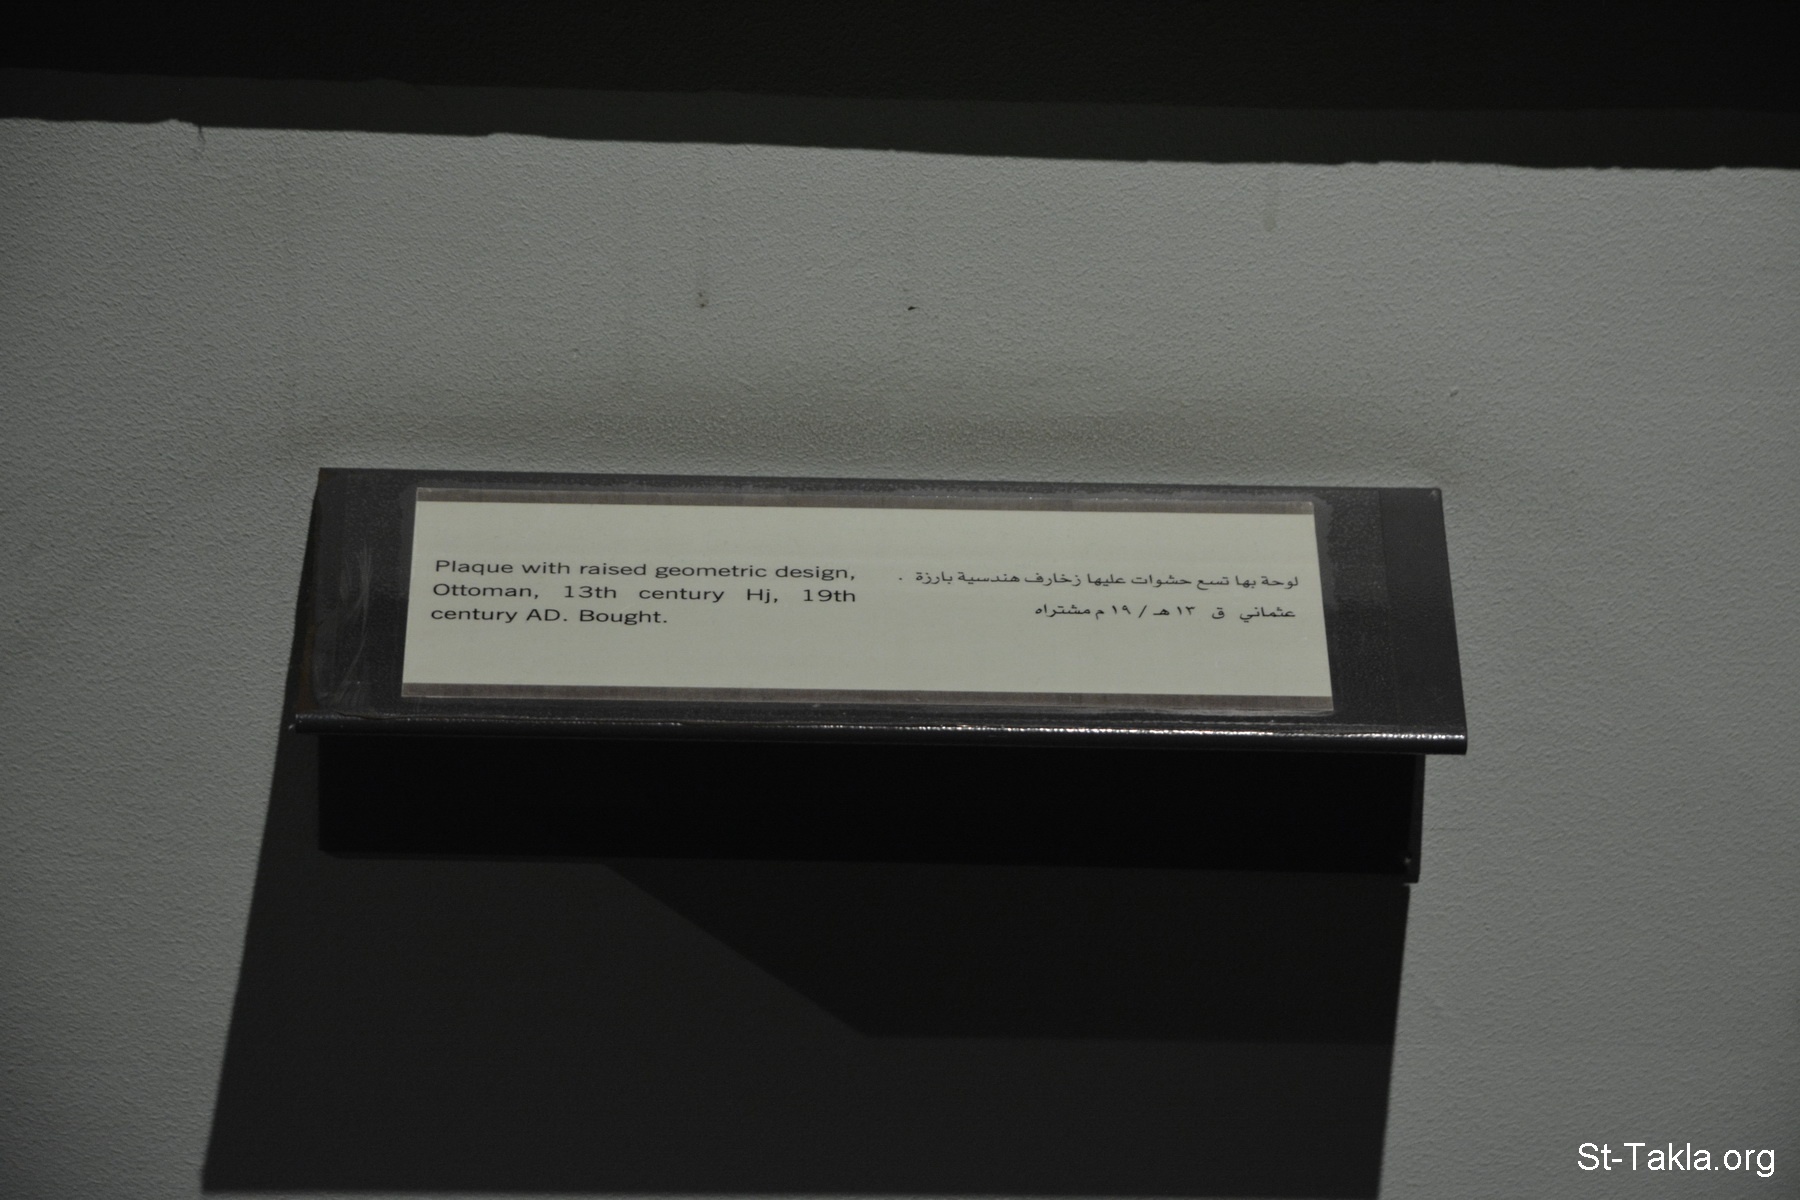 Plaque with raised geometric design,
Ottoman, 13th century Hj, 19th
century AD. Bought.
لوحة بها تسع حشوات عليها زخارف هندسية بارزة .
عثماني ق ١٣ هـ / ١٩ م مشتراه
St-Takla.org